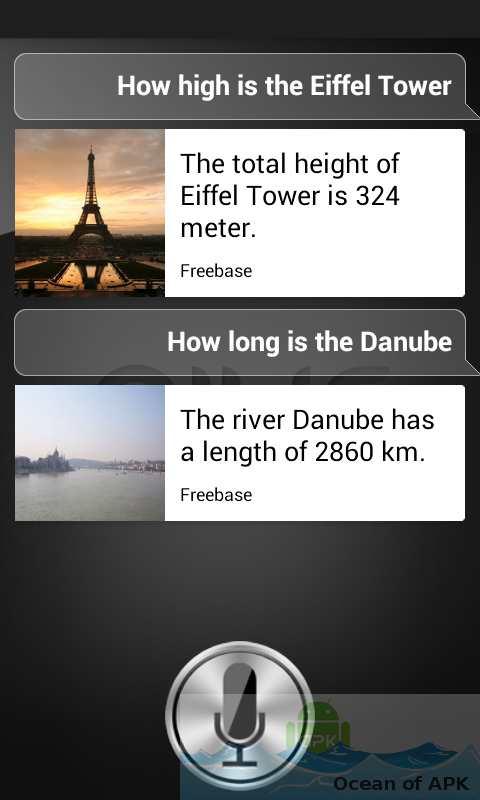 How high is the Eiffel Tower
The total height of
Eiffel Tower is 324
meter.
Freebase
How long is the Danube
The river Danube has
a length of 2860 km.
Freebase
APK
Ocean of APK